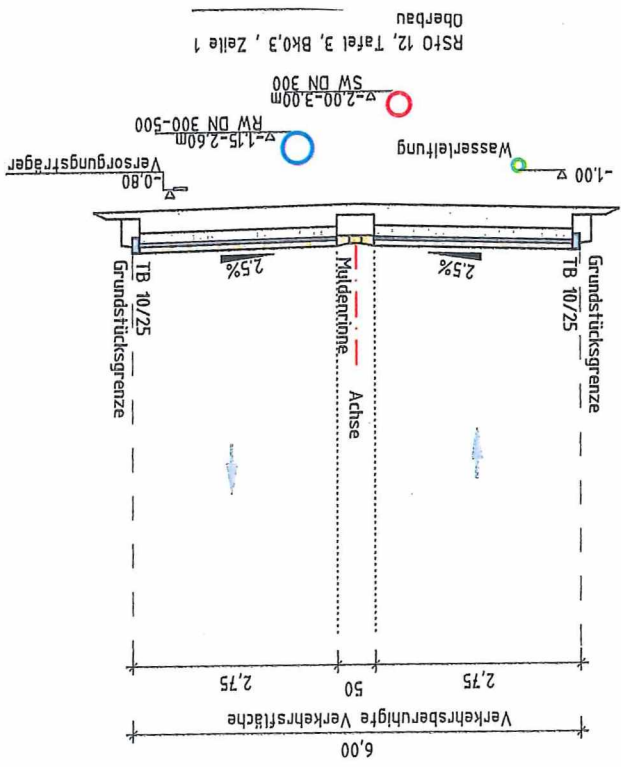 6,00
Verkehrsberuhigte Verkehrsfläche
2,75
50
2,75
Grundstücksgrenze
TB 10/25
Achse
Muldenrinne
TB 10/25
Grundstücksgrenze
2,5%
2,5%
-0,80
Versorgungsträger
-1,00
Wasserleitung
-1,15-2,60m
RW DN 300-500
-2,00-3,00m
SW DN 300
RStO 12, Tafel 3, Bk0,3 , Zeile 1
Oberbau